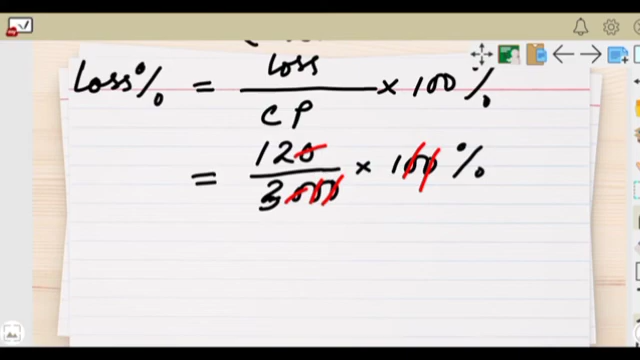 Loss% = Loss / CP × 100%
= 120 / 3000 × 100%